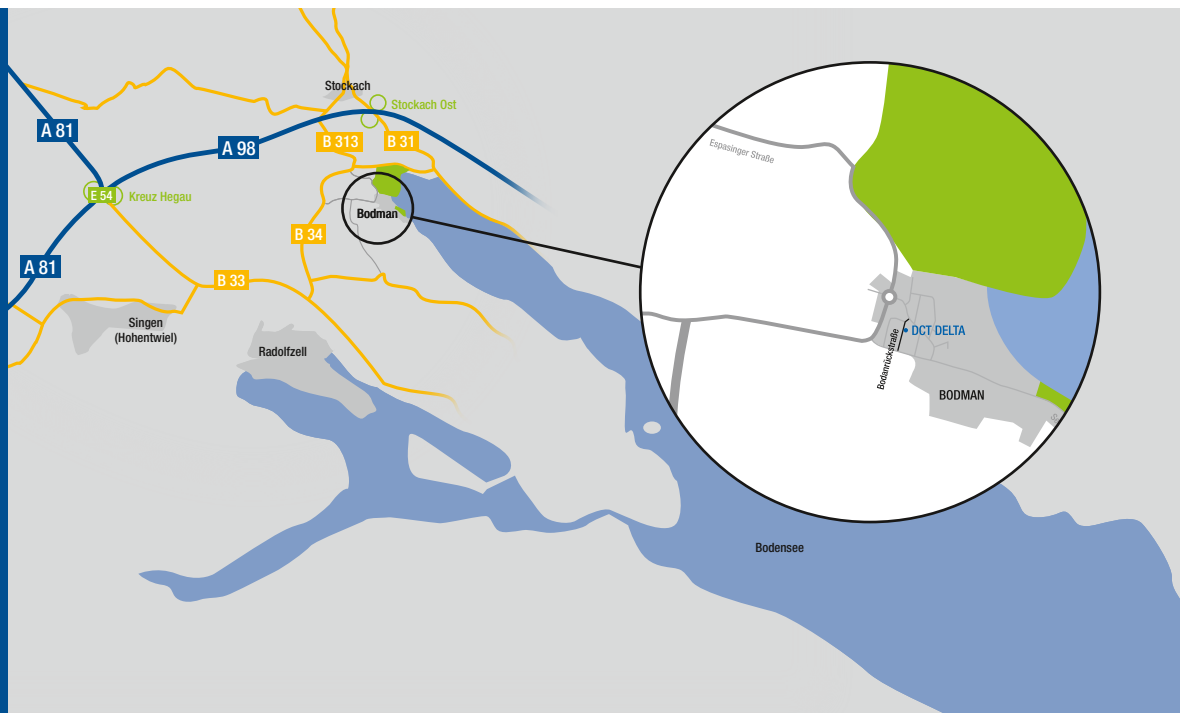 Stockach
Stockach Ost
A 81
B 313
B 31
A 98
E 54
Kreuz Hegau
Bodman
B 34
A 81
B 33
Singen
(Hohentwiel)
Radolfzell
Bodensee
Espasinger Straße
DCT DELTA
Bodanrückstraße
BODMAN